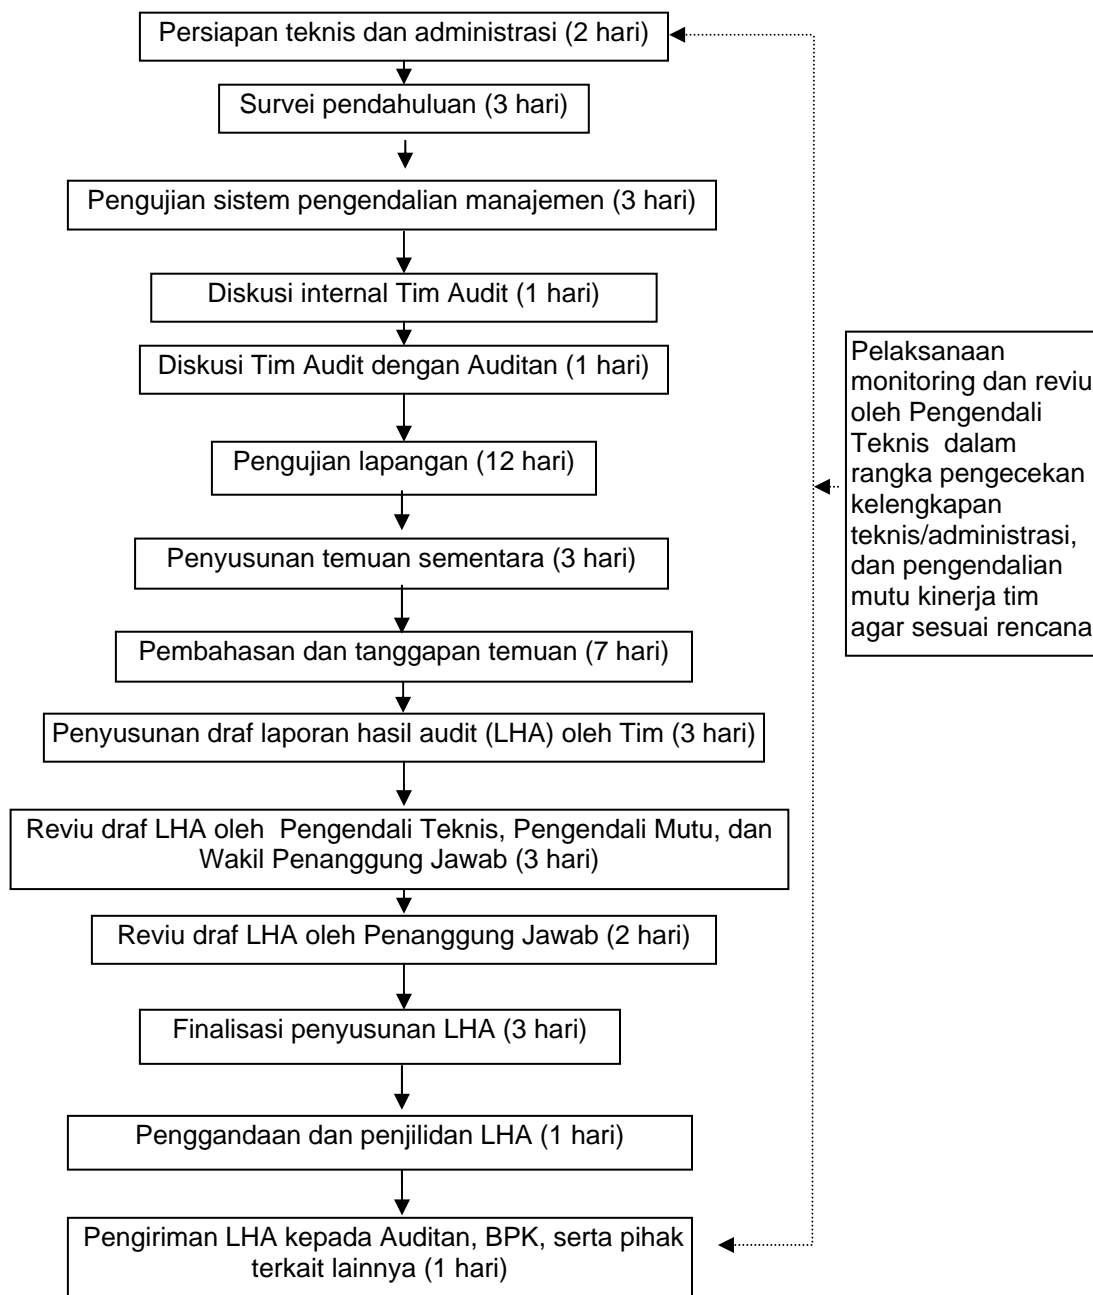 Persiapan teknis dan administrasi (2 hari)
Survei pendahuluan (3 hari)
Pengujian sistem pengendalian manajemen (3 hari)
Diskusi internal Tim Audit (1 hari)
Diskusi Tim Audit dengan Auditan (1 hari)
Pengujian lapangan (12 hari)
Penyusunan temuan sementara (3 hari)
Pembahasan dan tanggapan temuan (7 hari)
Penyusunan draf laporan hasil audit (LHA) oleh Tim (3 hari)
Reviu draf LHA oleh  Pengendali Teknis, Pengendali Mutu, dan
Wakil Penanggung Jawab (3 hari)
Reviu draf LHA oleh Penanggung Jawab (2 hari)
Finalisasi penyusunan LHA (3 hari)
Penggandaan dan penjilidan LHA (1 hari)
Pengiriman LHA kepada Auditan, BPK, serta pihak
terkait lainnya (1 hari)
Pelaksanaan
monitoring dan reviu
oleh Pengendali
Teknis  dalam
rangka pengecekan
kelengkapan
teknis/administrasi,
dan pengendalian
mutu kinerja tim
agar sesuai rencana